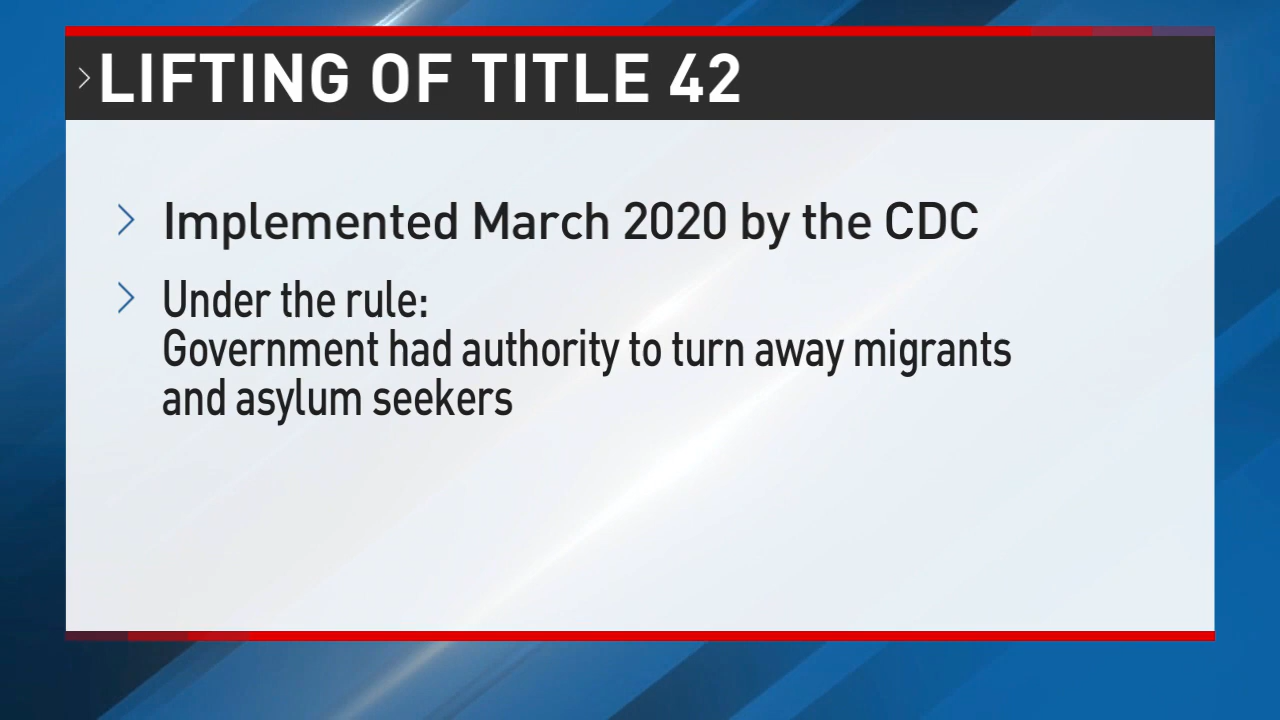 LIFTING OF TITLE 42
Implemented March 2020 by the CDC
Under the rule:
Government had authority to turn away migrants
and asylum seekers